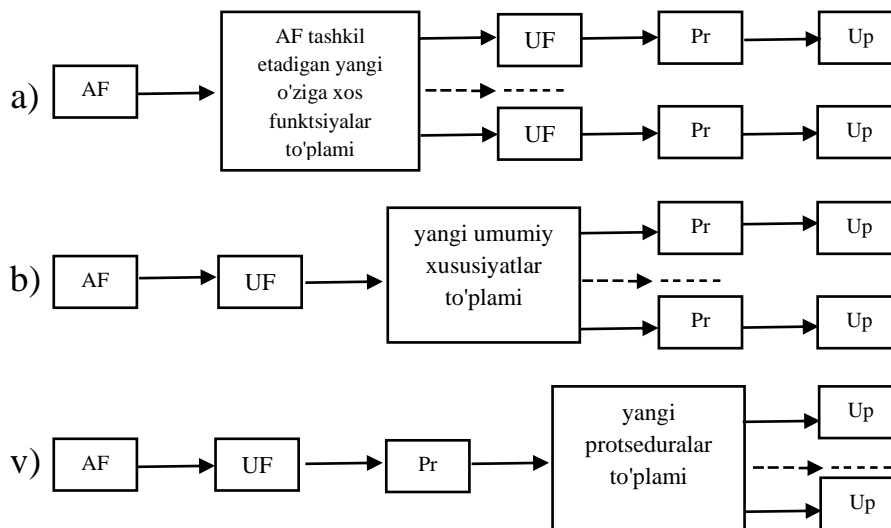 a)
AF
AF tashkil
etadigan yangi
o'ziga xos
funktsiyalar
to'plami
UF
Pr
Up
UF
Pr
Up
b)
AF
UF
yangi umumiy
xususiyatlar
to'plami
Pr
Up
Pr
Up
v)
AF
UF
Pr
yangi
protseduralar
to'plami
Up
Up